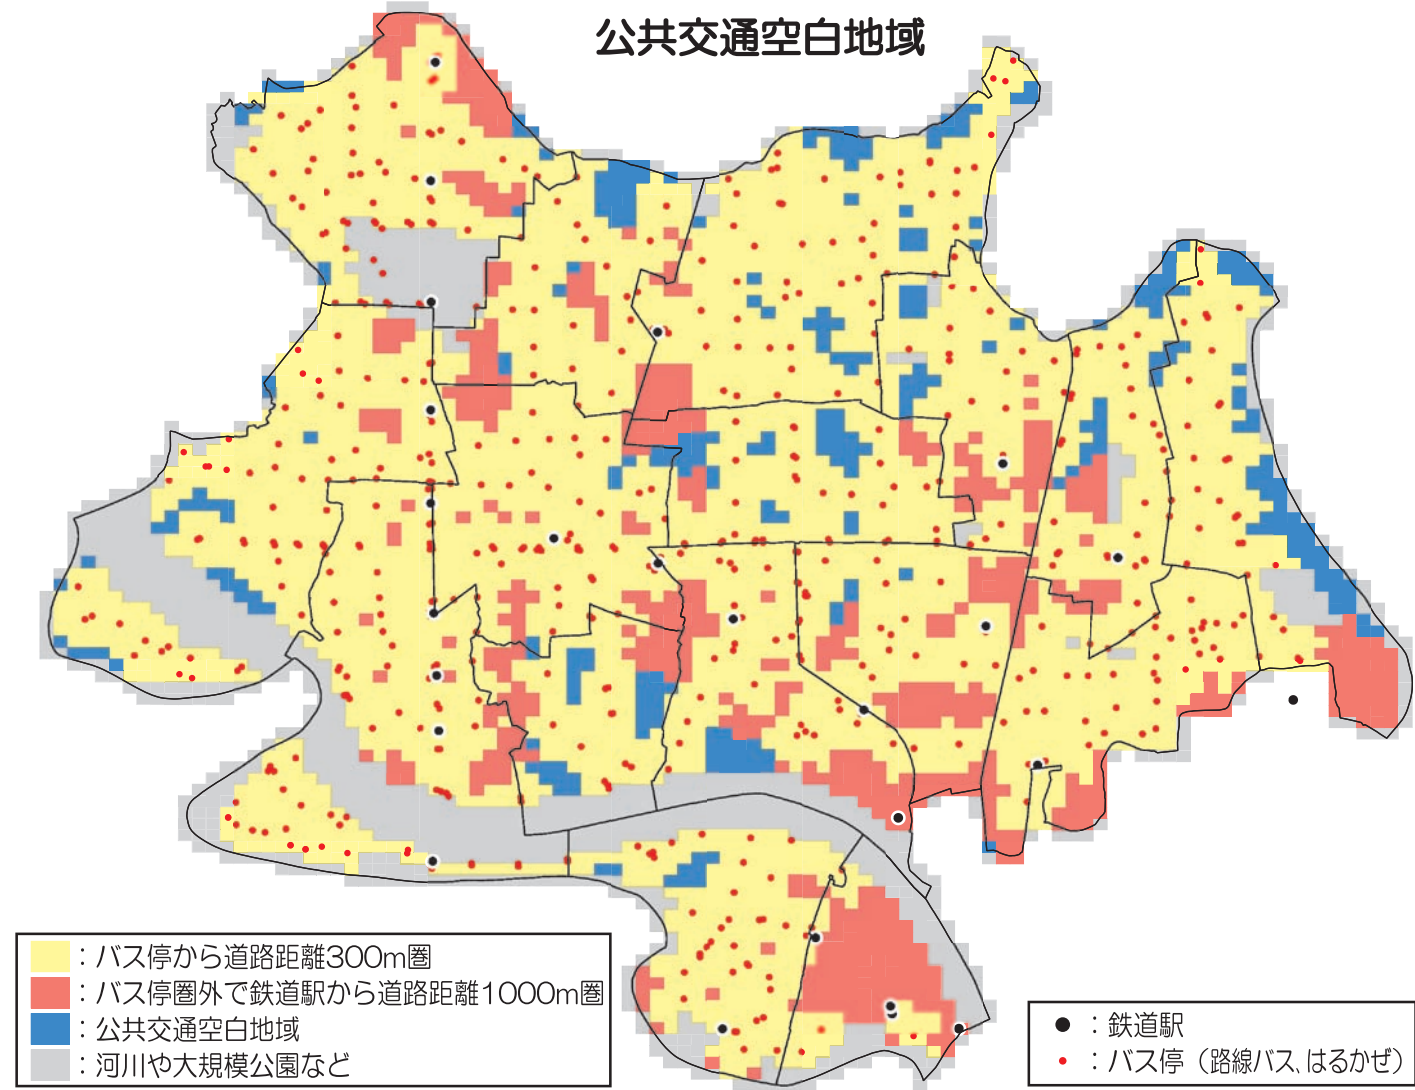 公共交通空白地域
：バス停から道路距離300m圏
：バス停圏外で鉄道駅から道路距離1000m圏
：公共交通空白地域
：河川や大規模公園など
：鉄道駅
：バス停（路線バス、はるかぜ）